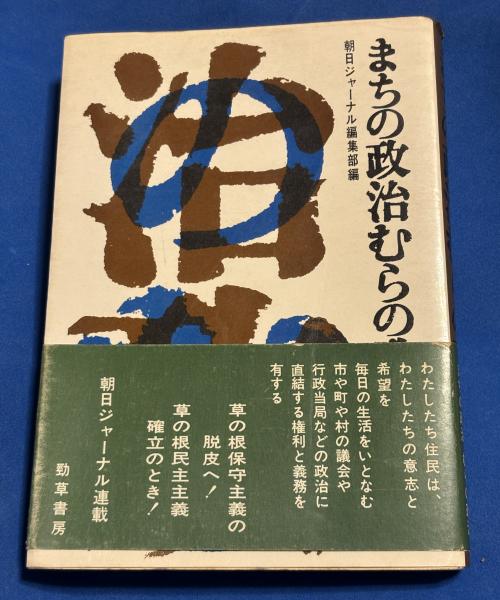 まちの政治むらの
朝日ジャーナル編集部編
治
の
わたしたち住民は、
わたしたちの意志と
希望を
毎日の生活をいとなむ
市や町や村の議会や
行政当局などの政治に
直結する権利と義務を
有する
草の根保守主義の
脱皮へ!
草の根民主主義
確立のとき!
朝日ジャーナル連載
勁草書房